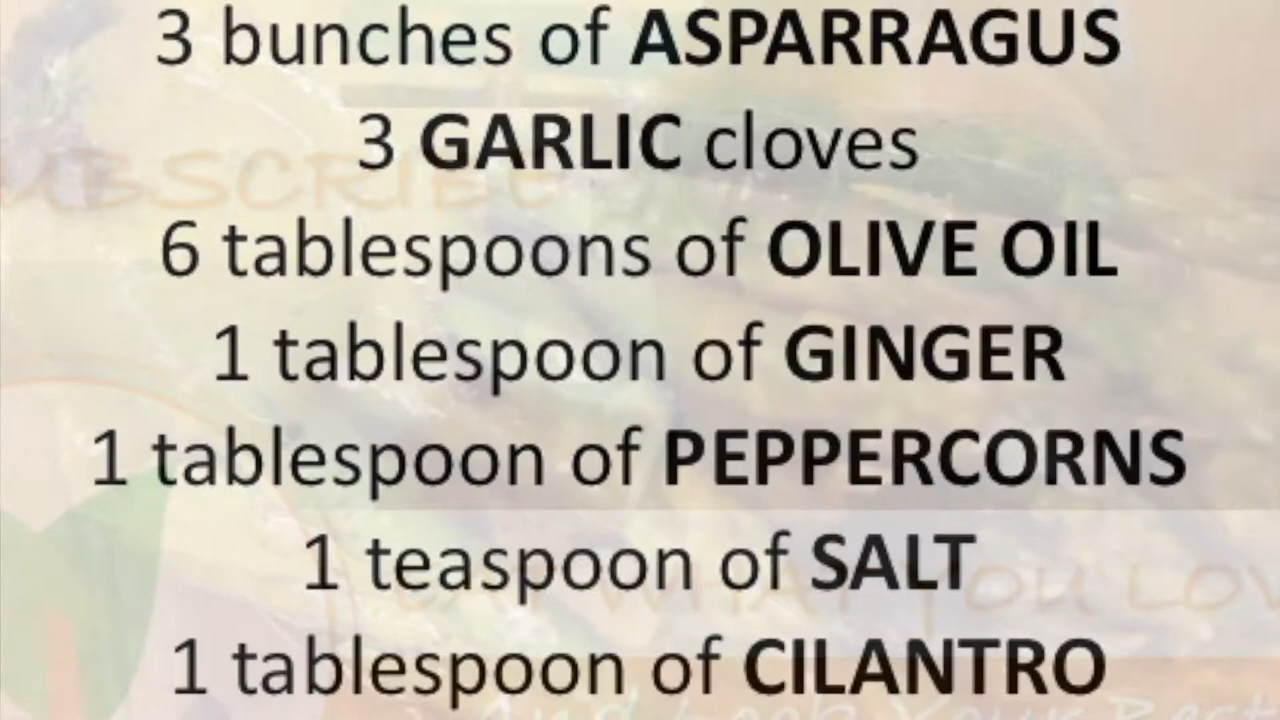 3 bunches of ASPARRAGUS
3 GARLIC cloves
6 tablespoons of OLIVE OIL
1 tablespoon of GINGER
1 tablespoon of PEPPERCORNS
1 teaspoon of SALT
1 tablespoon of CILANTRO